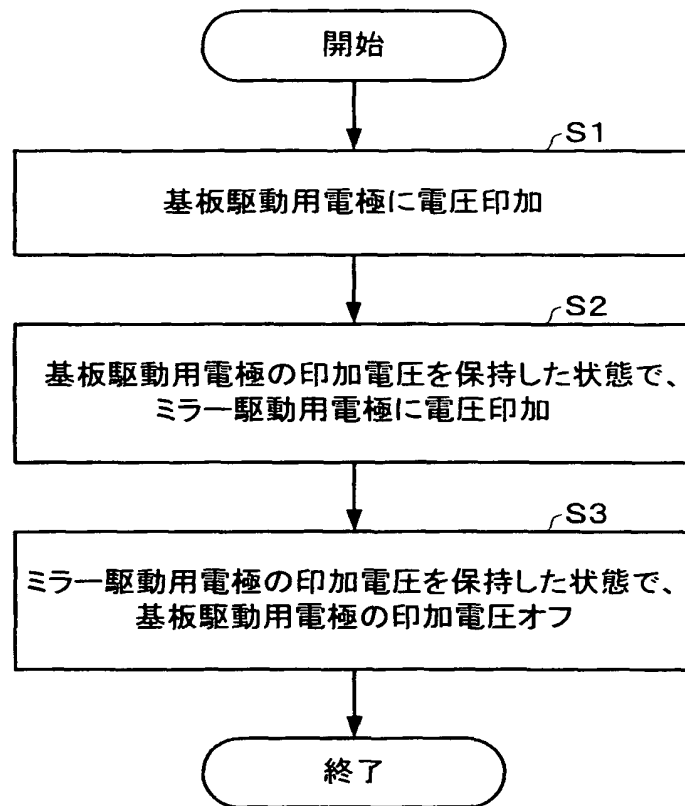 開始
S1
基板駆動用電極に電圧印加
S2
基板駆動用電極の印加電圧を保持した状態で、
ミラー駆動用電極に電圧印加
S3
ミラー駆動用電極の印加電圧を保持した状態で、
基板駆動用電極の印加電圧オフ
終了